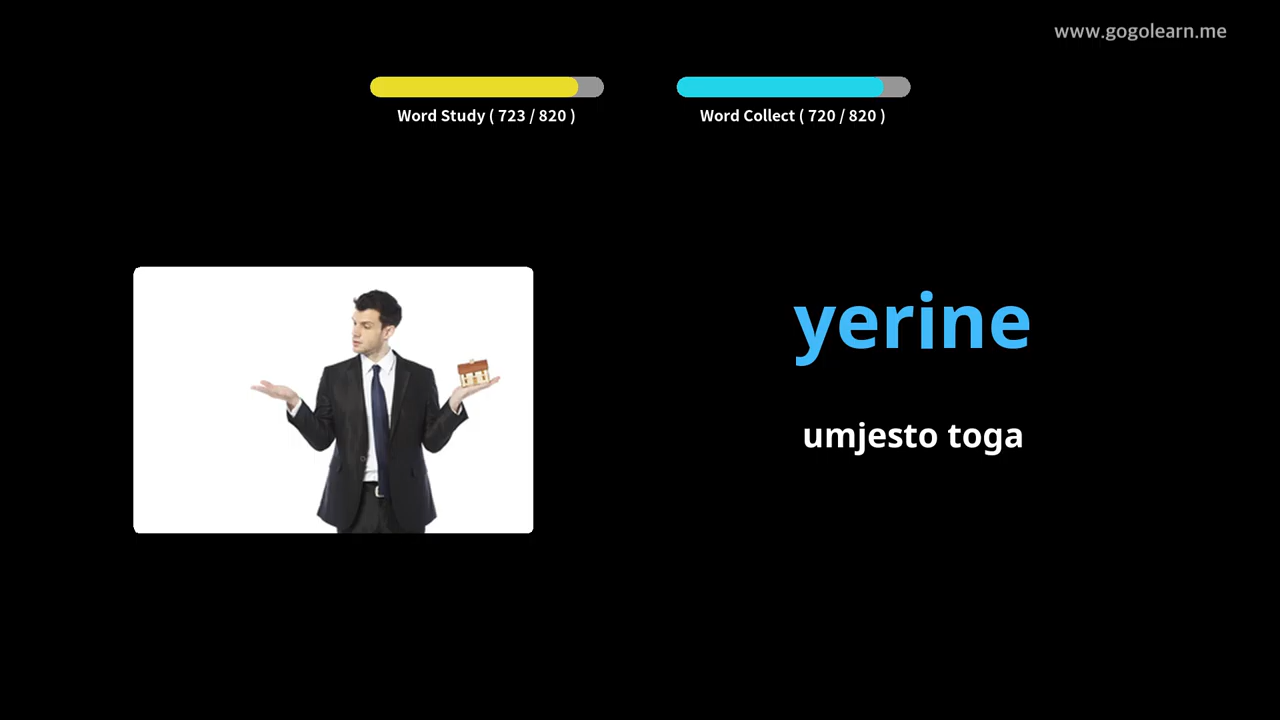 www.gogolearn.me
Word Study ( 723 / 820 )
Word Collect ( 720 / 820 )
yerine
umjesto toga